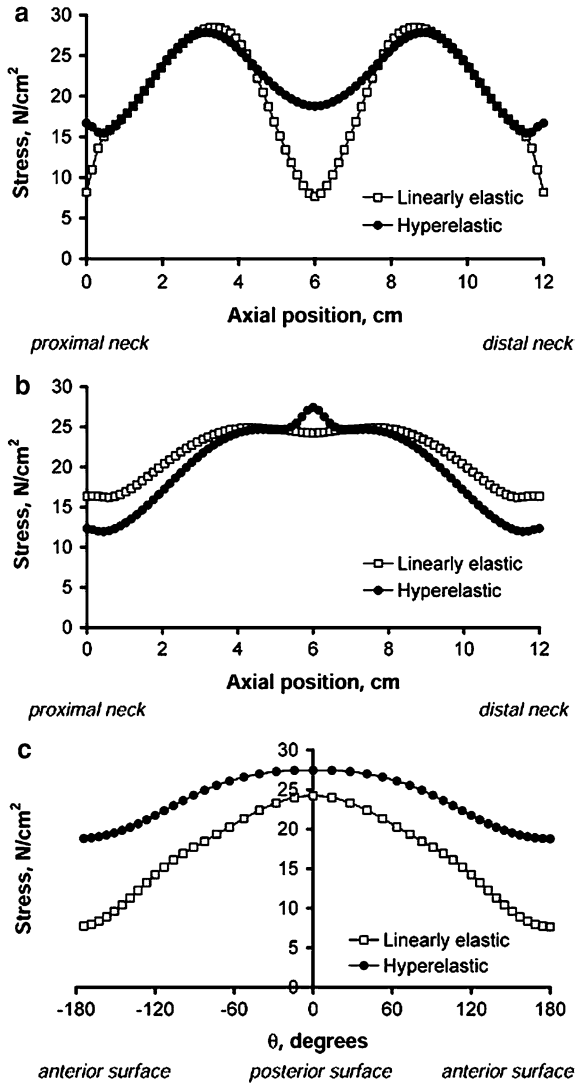 a
30
25
20
15
10
5
0
Stress, N/cm²
Linearly elastic
Hyperelastic
0 2 4 6 8 10 12
Axial position, cm
proximal neck distal neck
b
30
25
20
15
10
5
0
Stress, N/cm²
Linearly elastic
Hyperelastic
0 2 4 6 8 10 12
Axial position, cm
proximal neck distal neck
c
30
25
20
15
10
5
0
Stress, N/cm²
Linearly elastic
Hyperelastic
-180 -120 -60 0 60 120 180
θ, degrees
anterior surface posterior surface anterior surface